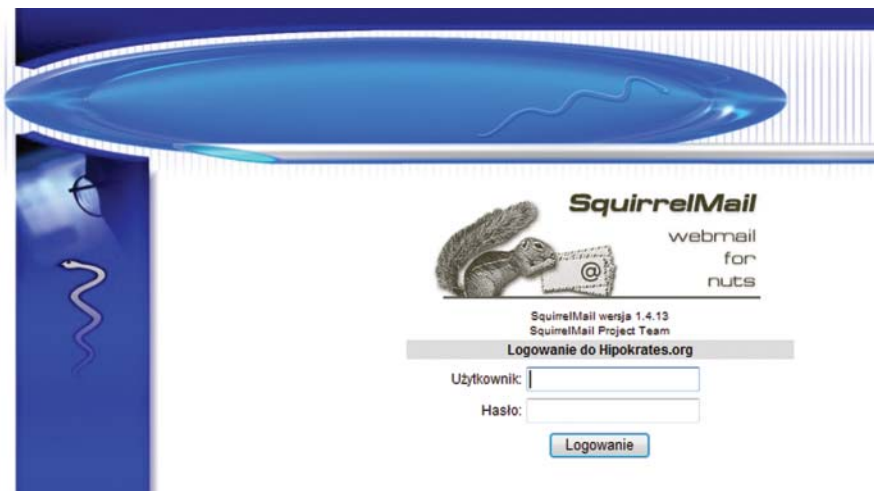 SquirrelMail
webmail
for
nuts
@
SquirrelMail wersja 1.4.13
SquirrelMail Project Team
Logowanie do Hipokrates.org
Użytkownik:
Hasło:
Logowanie